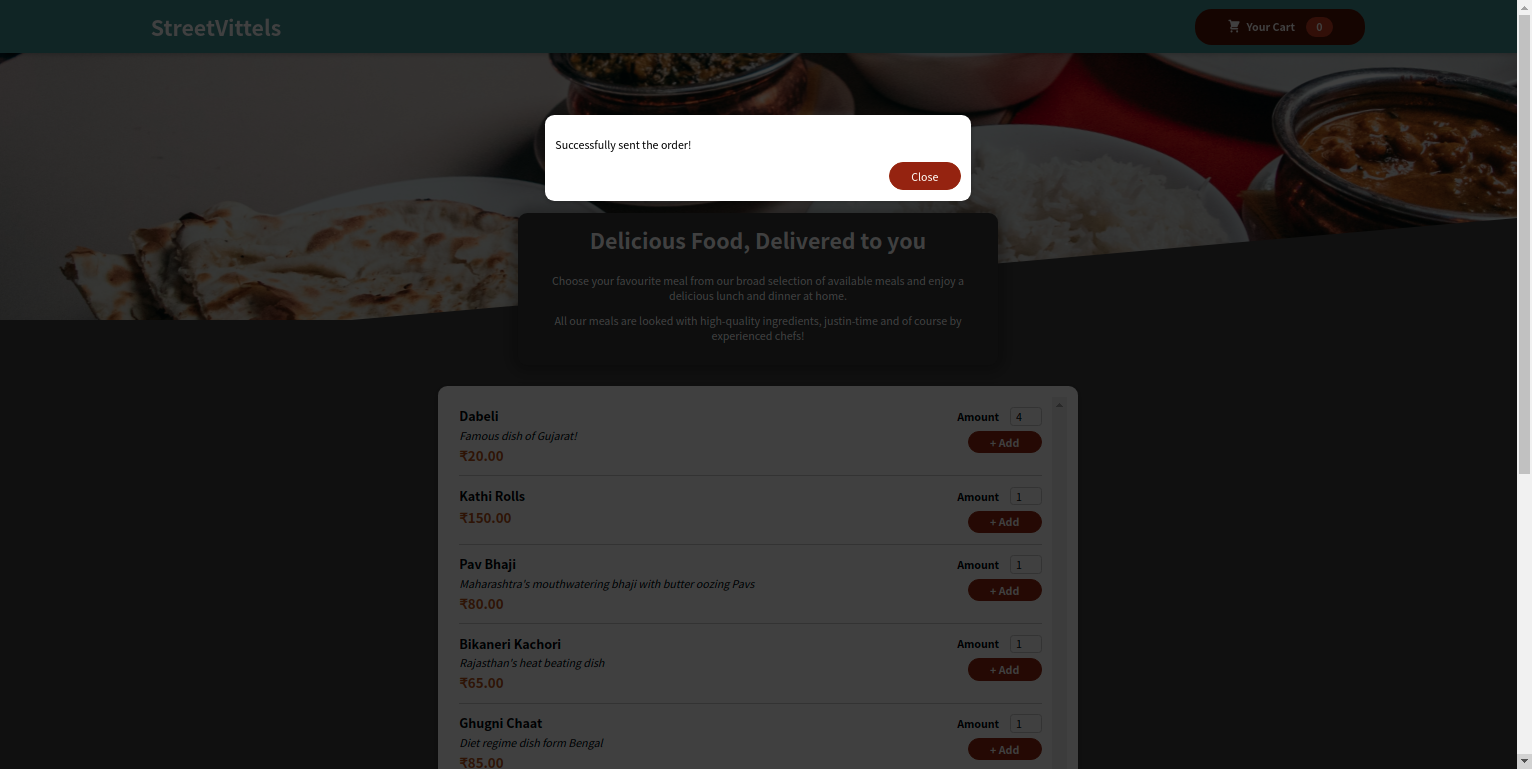 StreetVittels
Your Cart 0
Successfully sent the order!
Close
Delicious Food, Delivered to you
Choose your favourite meal from our broad selection of available meals and enjoy a
delicious lunch and dinner at home.
All our meals are looked with high-quality ingredients, justin-time and of course by
experienced chefs!
Dabeli
Amount 4
Famous dish of Gujarat!
+ Add
₹20.00
Kathi Rolls
Amount 1
₹150.00
+ Add
Pav Bhaji
Amount 1
Maharashtra's mouthwatering bhaji with butter oozing Pavs
+ Add
₹80.00
Bikaneri Kachori
Amount 1
Rajasthan's heat beating dish
+ Add
₹65.00
Ghugni Chaat
Amount 1
Diet regime dish form Bengal
+ Add
₹85.00